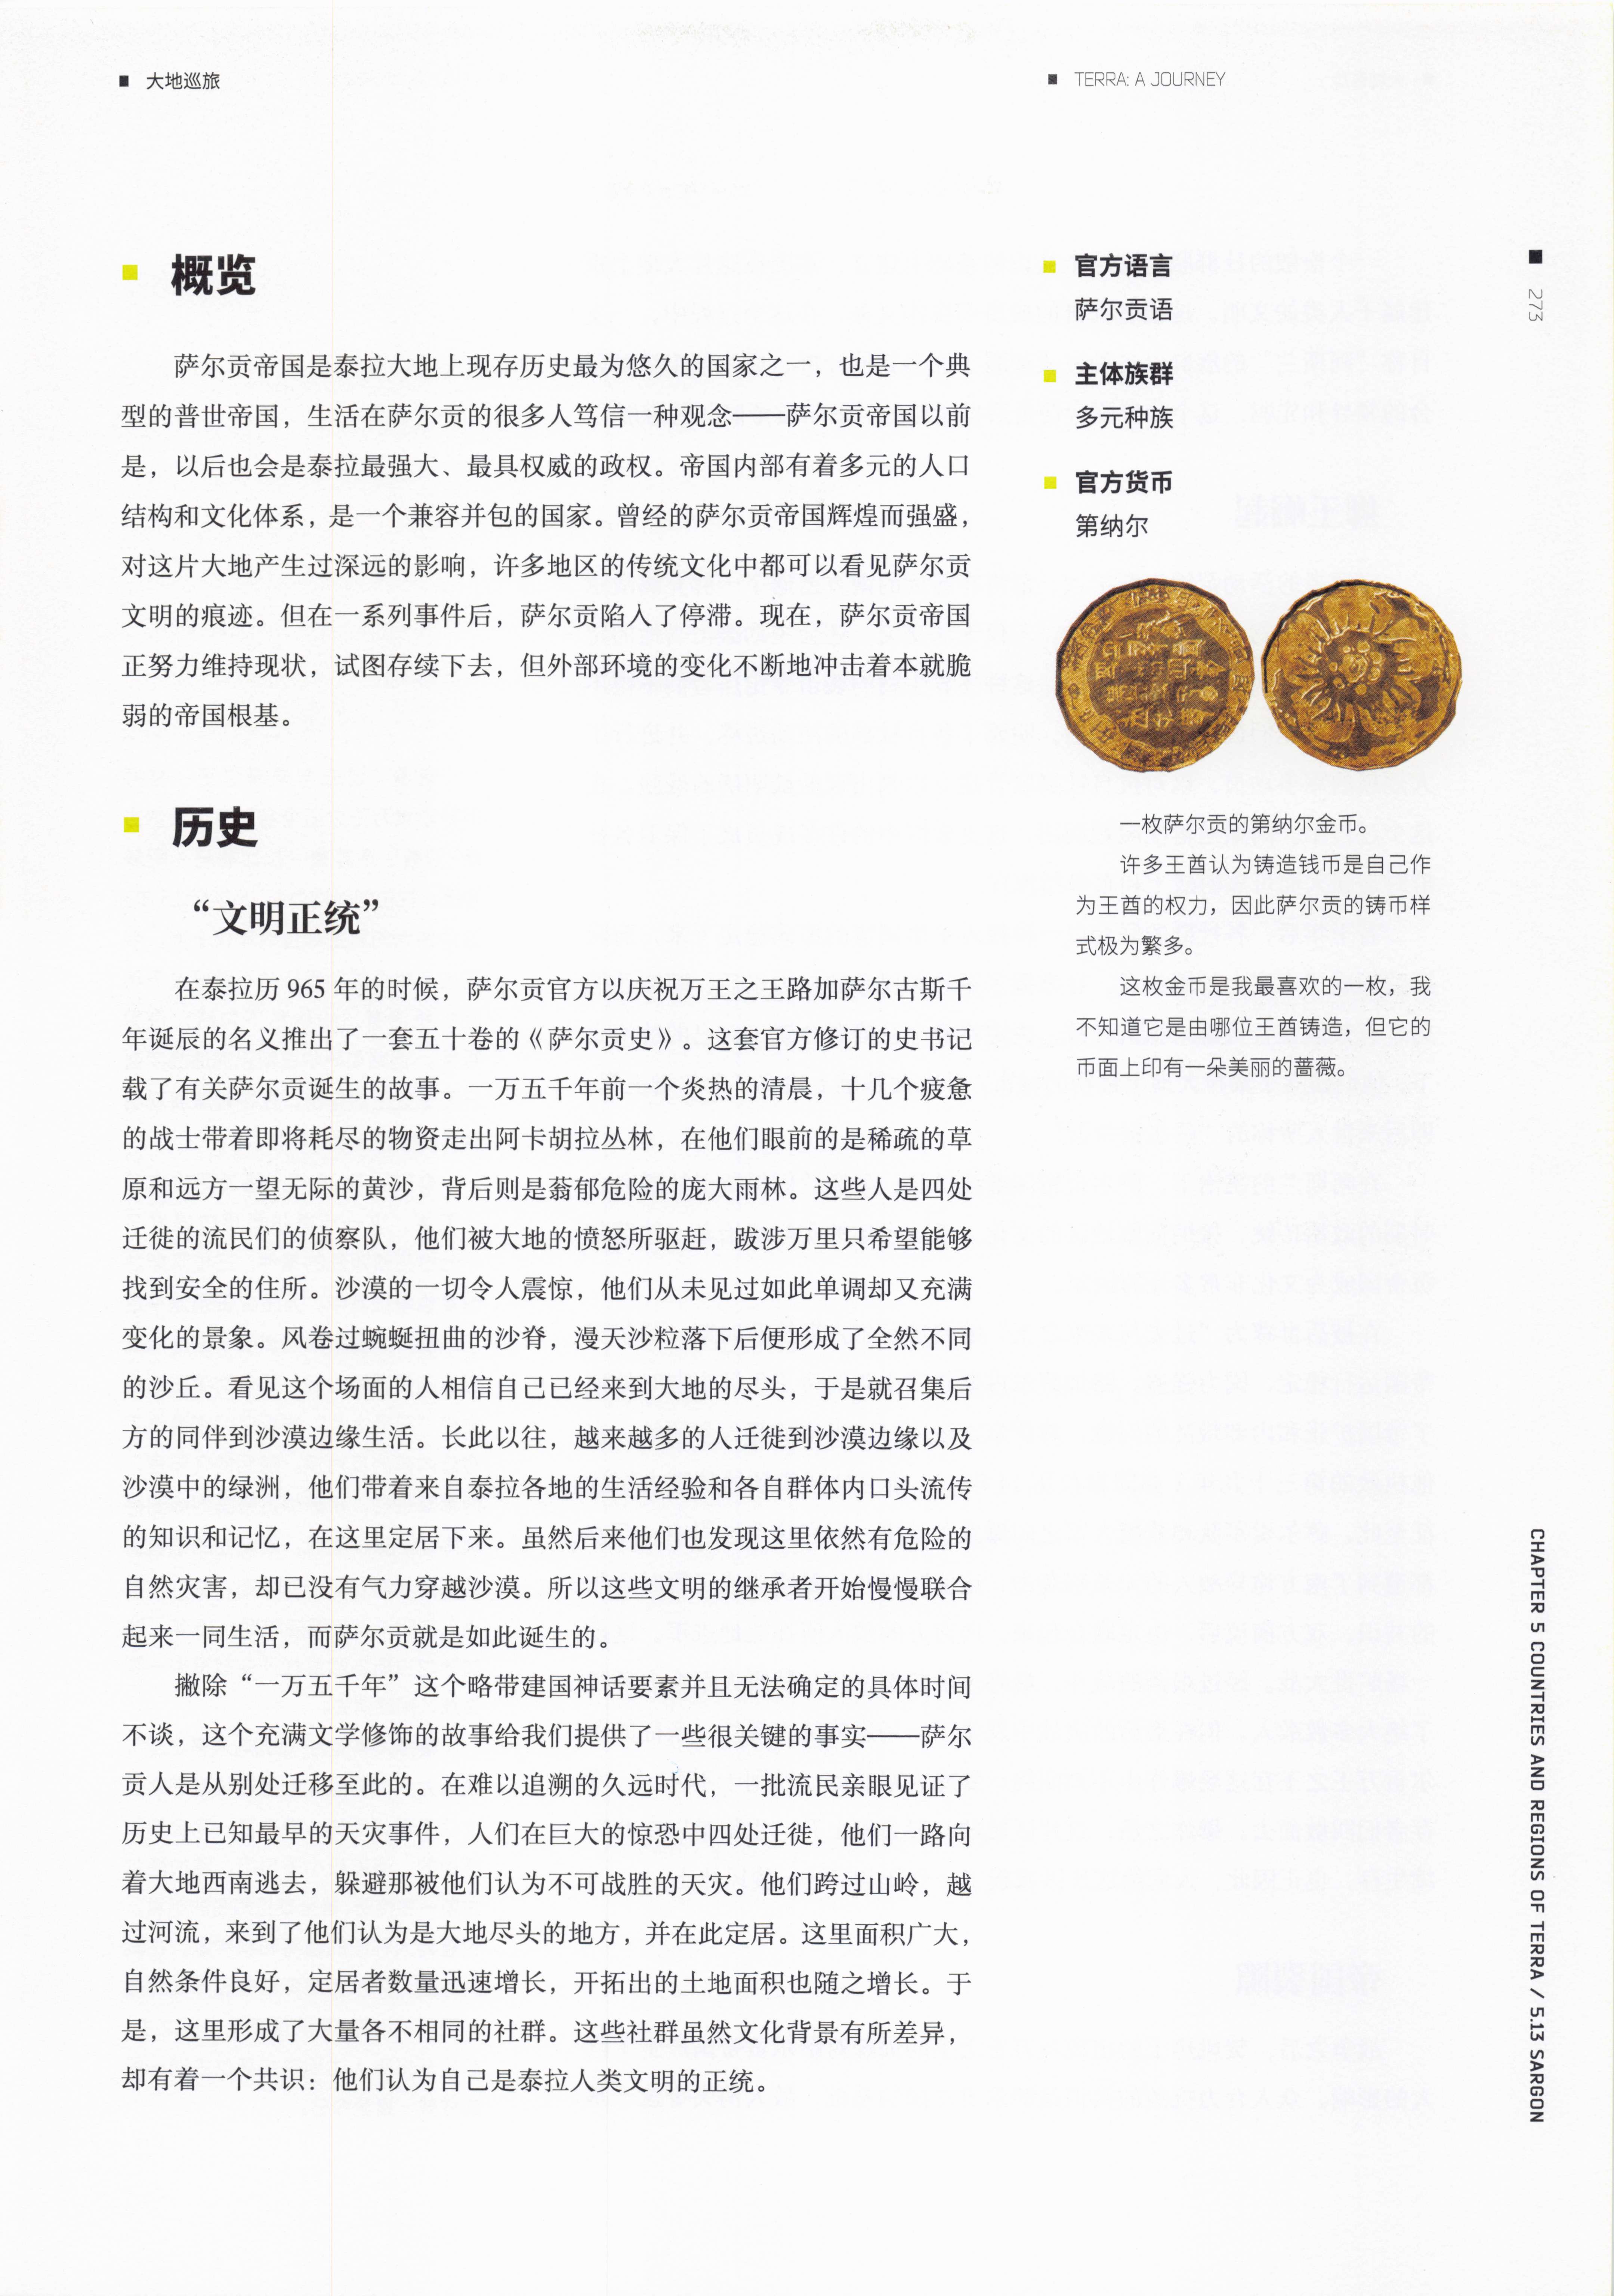 大地巡旅
TERRA: A JOURNEY
概览
萨尔贡帝国是泰拉大地上现存历史最为悠久的国家之一，也是一个典
型的普世帝国，生活在萨尔贡的很多人笃信一种观念——萨尔贡帝国以前
是，以后也会是泰拉最强大、最具权威的政权。帝国内部有着多元的人口
结构和文化体系，是一个兼容并包的国家。曾经的萨尔贡帝国辉煌而强盛，
对这片大地产生过深远的影响，许多地区的传统文化中都可以看见萨尔贡
文明的痕迹。但在一系列事件后，萨尔贡陷入了停滞。现在，萨尔贡帝国
正努力维持现状，试图存续下去，但外部环境的变化不断地冲击着本就脆
弱的帝国根基。
历史
“文明正统”
在泰拉历 965 年的时候，萨尔贡官方以庆祝万王之王路加萨尔古斯千
年诞辰的名义推出了一套五十卷的《萨尔贡史》。这套官方修订的史书记
载了有关萨尔贡诞生的故事。一万五千年前一个炎热的清晨，十几个疲惫
的战士带着即将耗尽的物资走出阿卡胡拉丛林，在他们眼前的是稀疏的草
原和远方一望无际的黄沙，背后则是蓊郁危险的庞大雨林。这些人是四处
迁徙的流民们的侦察队，他们被大地的愤怒所驱赶，跋涉万里只希望能够
找到安全的住所。沙漠的一切令人震惊，他们从未见过如此单调却又充满
变化的景象。风卷过蜿蜒扭曲的沙脊，漫天沙粒落下后便形成了全然不同
的沙丘。看见这个场面的人相信自己已经来到大地的尽头，于是就召集后
方的同伴到沙漠边缘生活。长此以往，越来越多的人迁徙到沙漠边缘以及
沙漠中的绿洲，他们带着来自泰拉各地的生活经验和各自群体内口头流传
的知识和记忆，在这里定居下来。虽然后来他们也发现这里依然有危险的
自然灾害，却已没有气力穿越沙漠。所以这些文明的继承者开始慢慢联合
起来一同生活，而萨尔贡就是如此诞生的。
撇除“一万五千年”这个略带建国神话要素并且无法确定的具体时间
不谈，这个充满文学修饰的故事给我们提供了一些很关键的事实——萨尔
贡人是从别处迁移至此的。在难以追溯的久远时代，一批流民亲眼见证了
历史上已知最早的天灾事件，人们在巨大的惊恐中四处迁徙，他们一路向
着大地西南逃去，躲避那被他们认为不可战胜的天灾。他们跨过山岭，越
过河流，来到了他们认为是大地尽头的地方，并在此定居。这里面积广大，
自然条件良好，定居者数量迅速增长，开拓出的土地面积也随之增长。于
是，这里形成了大量各不相同的社群。这些社群虽然文化背景有所差异，
却有着一个共识：他们认为自己是泰拉人类文明的正统。
官方语言
萨尔贡语
主体族群
多元种族
官方货币
第纳尔
一枚萨尔贡的第纳尔金币。
许多王酋认为铸造钱币是自己作
为王酋的权力，因此萨尔贡的铸币样
式极为繁多。
这枚金币是我最喜欢的一枚，我
不知道它是由哪位王酋铸造，但它的
币面上印有一朵美丽的蔷薇。
273
CHAPTER 5 COUNTRIES AND REGIONS OF TERRA / 5.13 SARGON